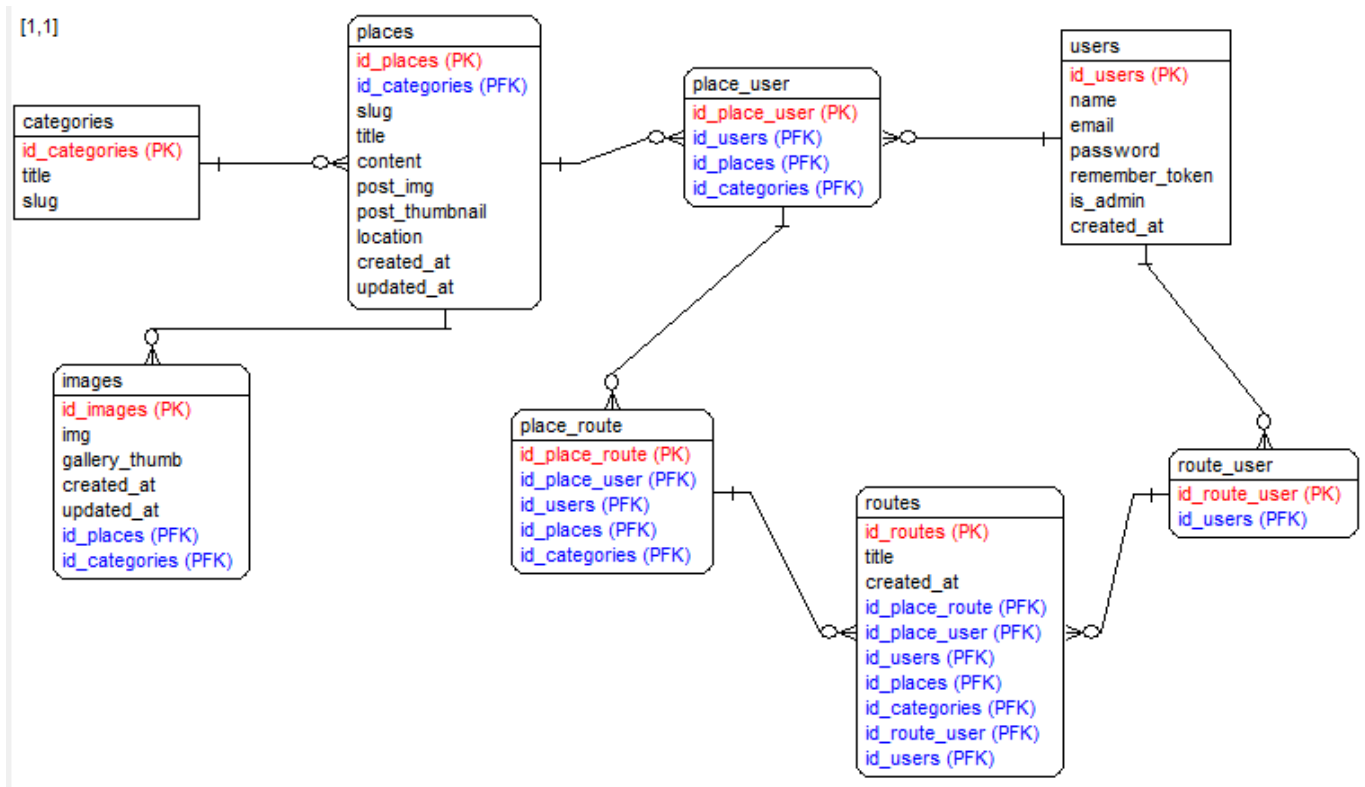 [1,1]
categories
id_categories (PK)
title
slug
places
id_places (PK)
id_categories (PFK)
slug
title
content
post_img
post_thumbnail
location
created_at
updated_at
place_user
id_place_user (PK)
id_users (PFK)
id_places (PFK)
id_categories (PFK)
users
id_users (PK)
name
email
password
remember_token
is_admin
created_at
images
id_images (PK)
img
gallery_thumb
created_at
updated_at
id_places (PFK)
id_categories (PFK)
place_route
id_place_route (PK)
id_place_user (PFK)
id_users (PFK)
id_places (PFK)
id_categories (PFK)
routes
id_routes (PK)
title
created_at
id_place_route (PFK)
id_place_user (PFK)
id_users (PFK)
id_places (PFK)
id_categories (PFK)
id_route_user (PFK)
id_users (PFK)
route_user
id_route_user (PK)
id_users (PFK)